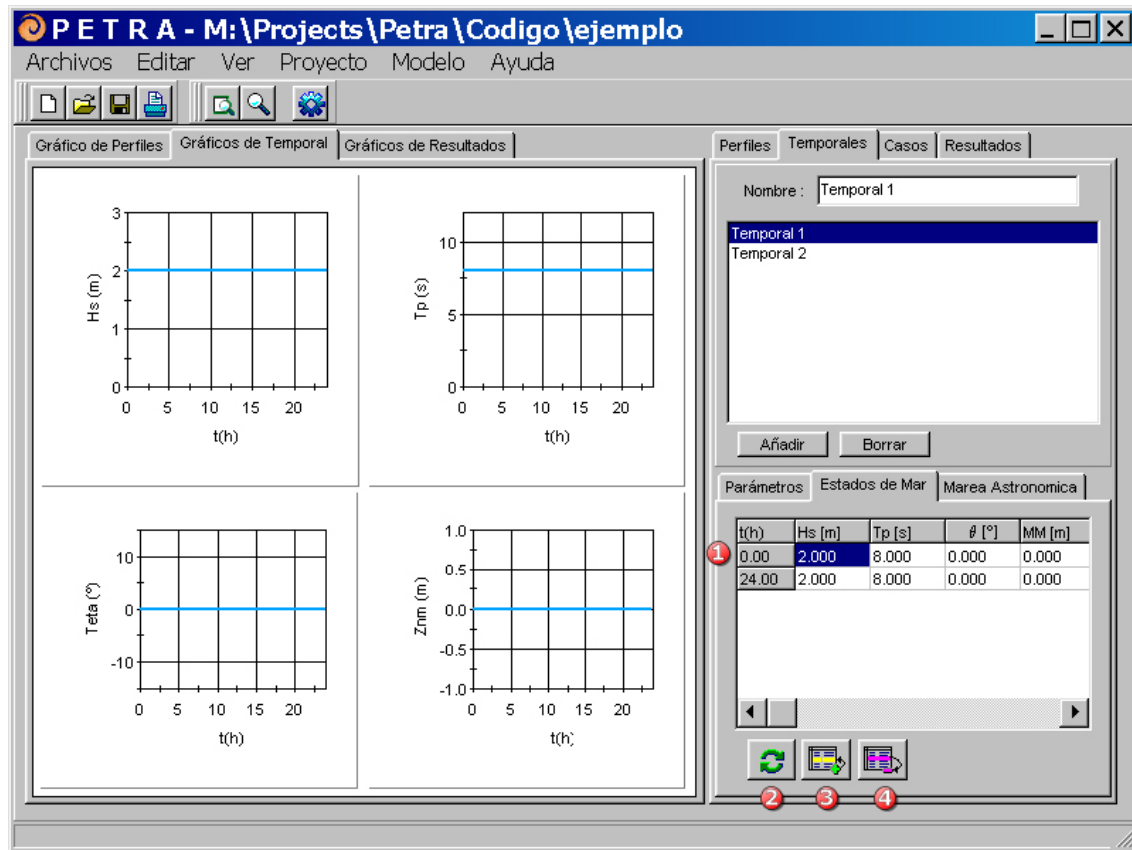 PETRA - M:\Projects\Petra\Codigo\ejemplo
Archivos Editar Ver Proyecto Modelo Ayuda
Gráfico de Perfiles Gráficos de Temporal Gráficos de Resultados
3
2
1
0
Hs (m)
0 5 10 15 20
t(h)
10
5
0
Tp (s)
0 5 10 15 20
t(h)
10
0
-10
Teta (º)
0 5 10 15 20
t(h)
1.0
0.5
0.0
-0.5
-1.0
Znm (m)
0 5 10 15 20
t(h)
Perfiles Temporales Casos Resultados
Nombre : Temporal 1
Temporal 1
Temporal 2
Añadir Borrar
Parámetros Estados de Mar Marea Astronomica
t(h) Hs [m] Tp [s] θ [°] MM [m]
1 0.00 2.000 8.000 0.000 0.000
24.00 2.000 8.000 0.000 0.000
2 3 4